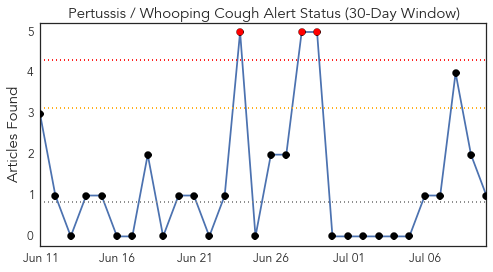 Pertussis / Whooping Cough Alert Status (30-Day Window)
Articles Found
5
4
3
2
1
0
Jun 11 Jun 16 Jun 21 Jun 26 Jul 01 Jul 06